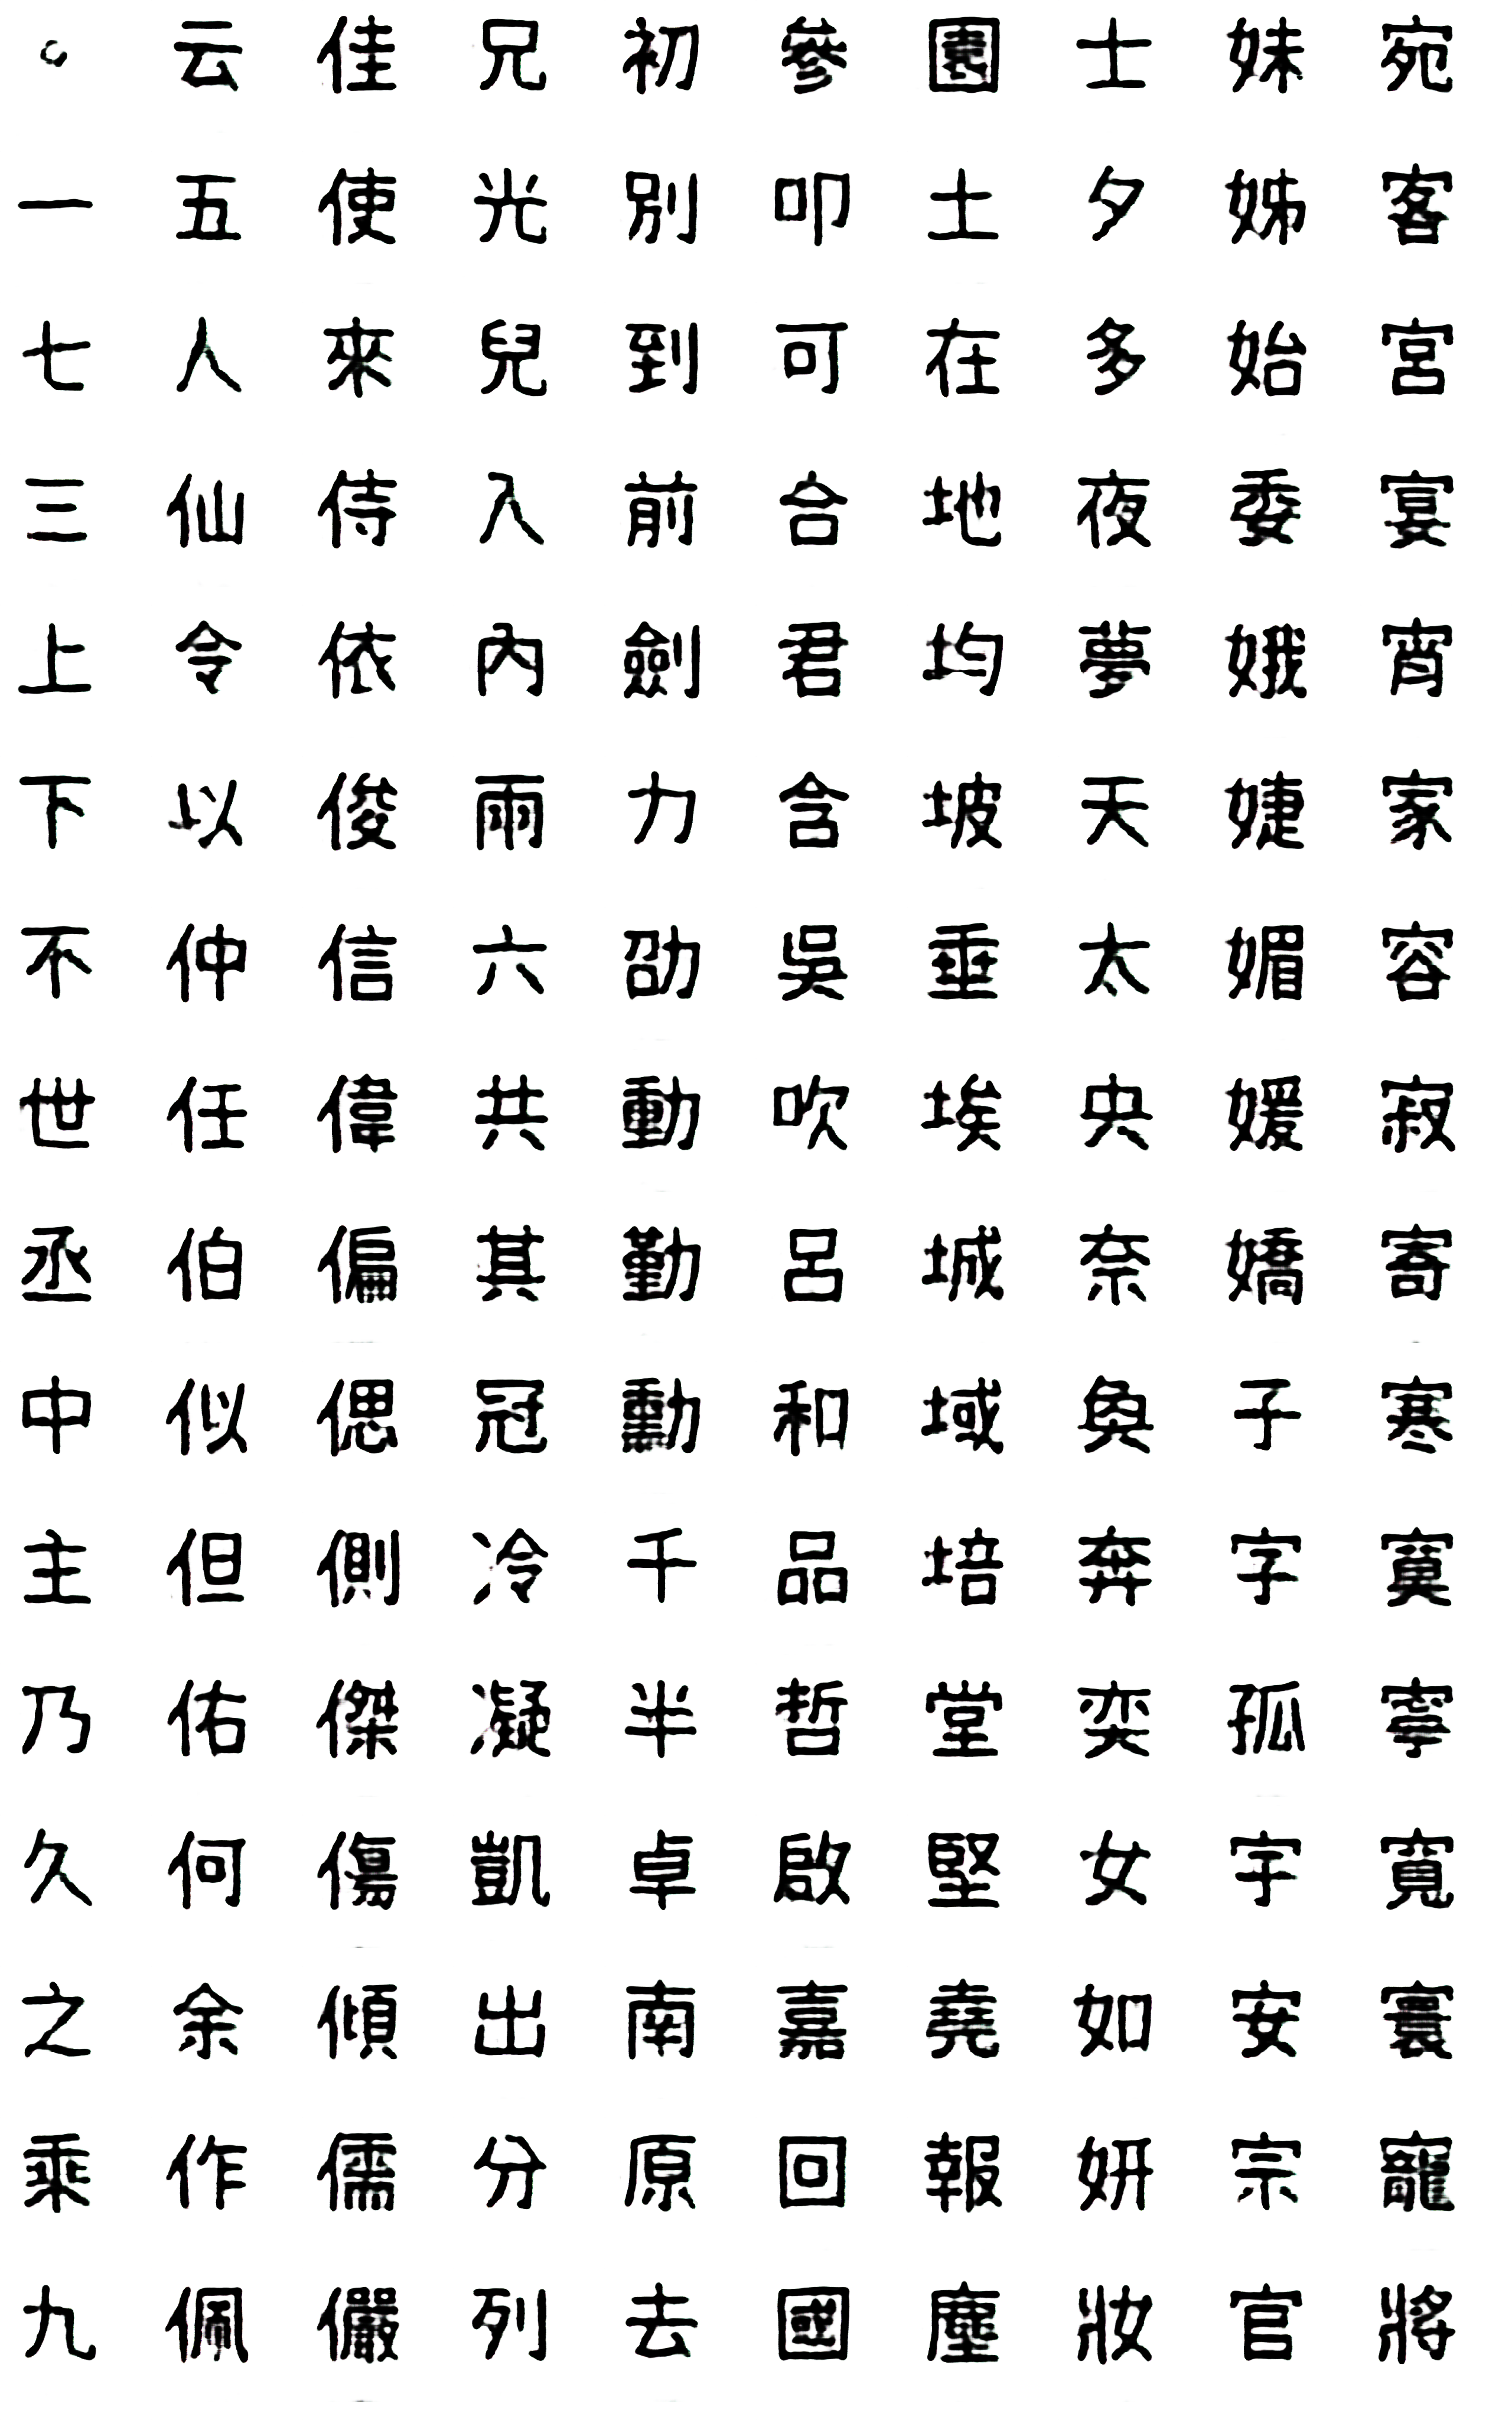 。云佳兄初參園士妹宛
一五使光別叩土夕姊客
七人來兒到可在多始宮
三仙侍入前合地夜委宴
上令依內劍君均夢娥宵
下以俊雨力含坡天婕家
不仲信六劭吳垂太媚容
世任偉共動吹埃央媛寂
丞伯偏其勤呂城奈嬌寄
中似偲冠勳和域奐子寒
主但側冷千品培奔字寞
乃佑傑凝半哲堂奕孤寧
久何傷凱卓啟堅女宇寬
之余傾出南嘉堯如安寰
乘作儒分原回報妍宗寵
九佩儼列去國塵妝官將